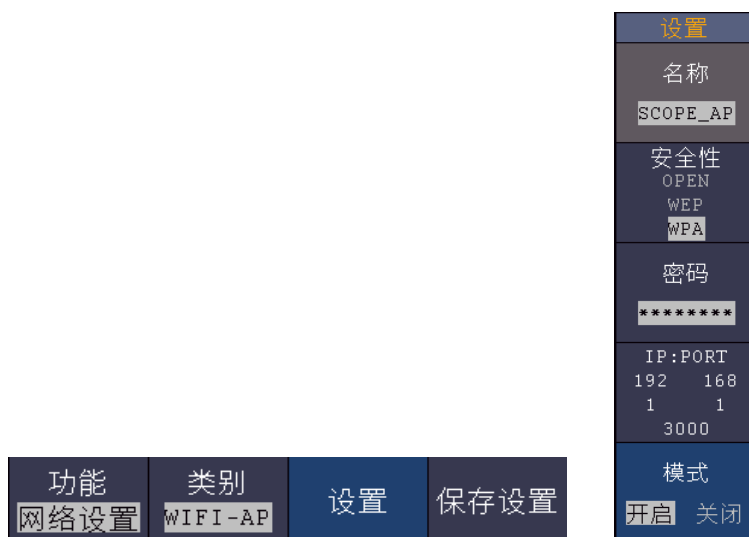 设置
名称
SCOPE_AP
安全性
OPEN
WEP
WPA
密码
********
IP:PORT
192 168
1 1
3000
模式
开启 关闭
功能
网络设置
类别
WIFI-AP
设置
保存设置